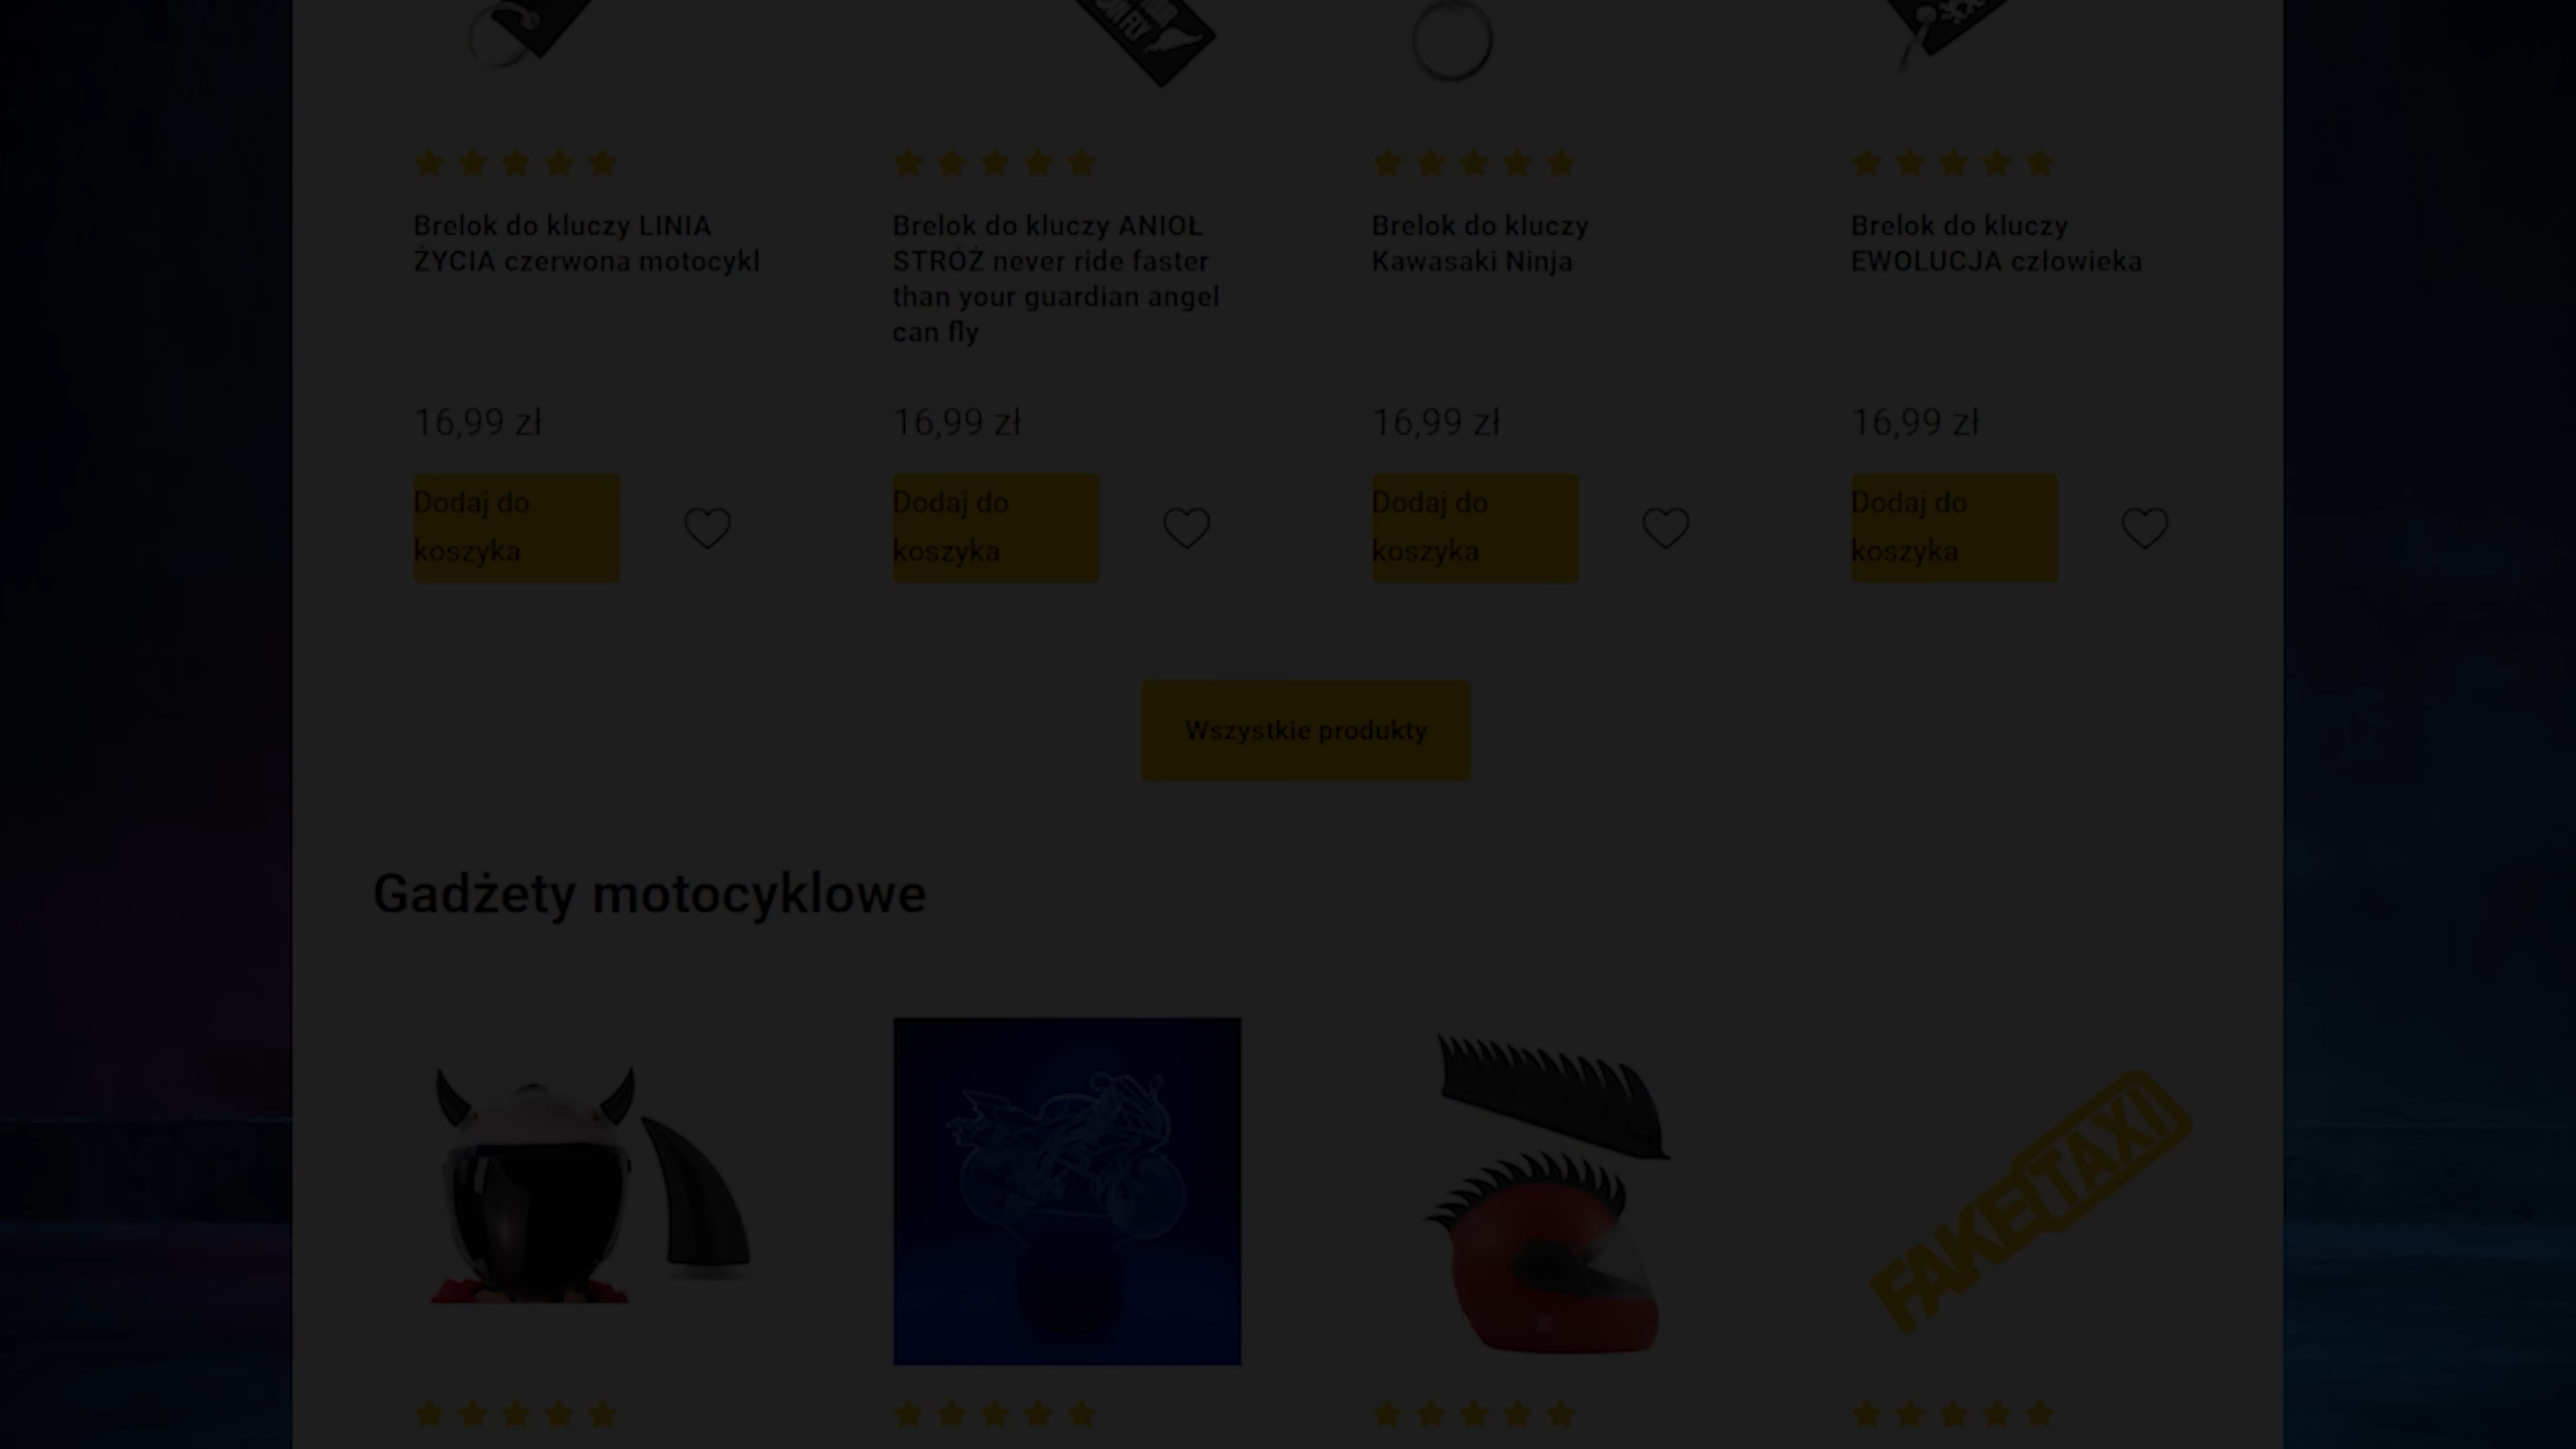 YOUR
CAN FLY
Brelok do kluczy LINIA
ŻYCIA czerwona motocykl
Brelok do kluczy ANIOŁ
STRÓŻ never ride faster
than your guardian angel
can fly
Brelok do kluczy
Kawasaki Ninja
Brelok do kluczy
EWOLUCJA człowieka
16,99 zł
16,99 zł
16,99 zł
16,99 zł
Dodaj do
koszyka
Dodaj do
koszyka
Dodaj do
koszyka
Dodaj do
koszyka
Wszystkie produkty
Gadżety motocyklowe
FAKE TAXI